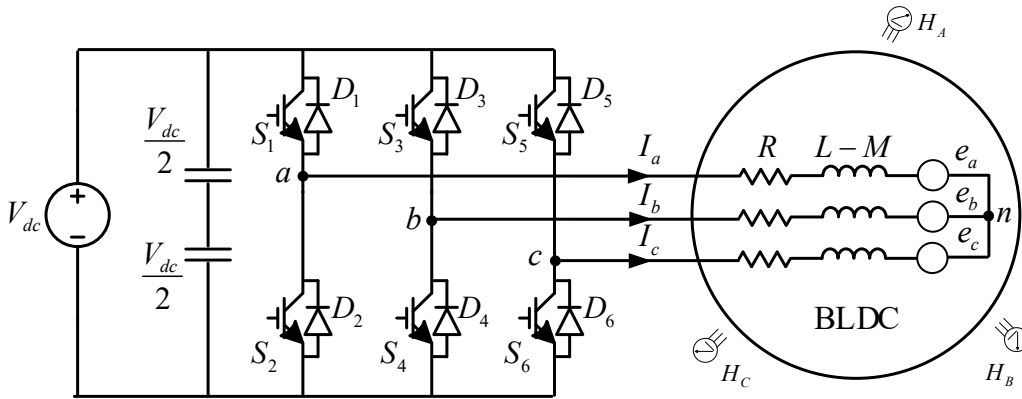 H_A
D_1
D_3
D_5
V_dc/2
S_1
S_3
S_5
I_a
R
L − M
e_a
a
V_dc
+
−
I_b
e_b
n
b
I_c
e_c
c
V_dc/2
D_2
D_4
D_6
BLDC
S_2
S_4
S_6
H_C
H_B